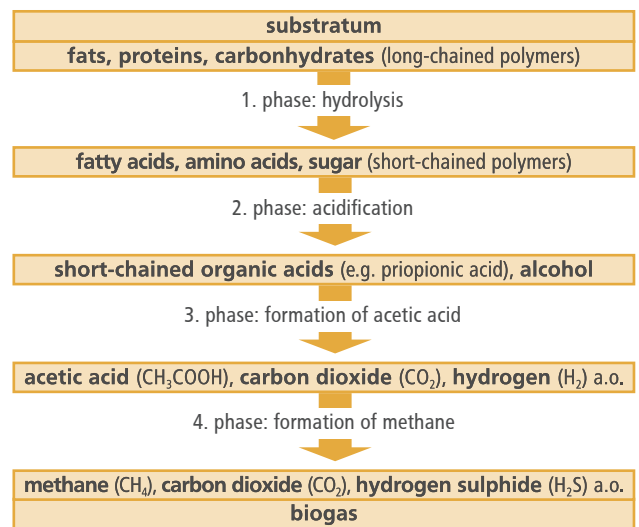 substratum
fats, proteins, carbonhydrates (long-chained polymers)
1. phase: hydrolysis
fatty acids, amino acids, sugar (short-chained polymers)
2. phase: acidification
short-chained organic acids (e.g. priopionic acid), alcohol
3. phase: formation of acetic acid
acetic acid (CH₃COOH), carbon dioxide (CO₂), hydrogen (H₂) a.o.
4. phase: formation of methane
methane (CH₄), carbon dioxide (CO₂), hydrogen sulphide (H₂S) a.o.
biogas